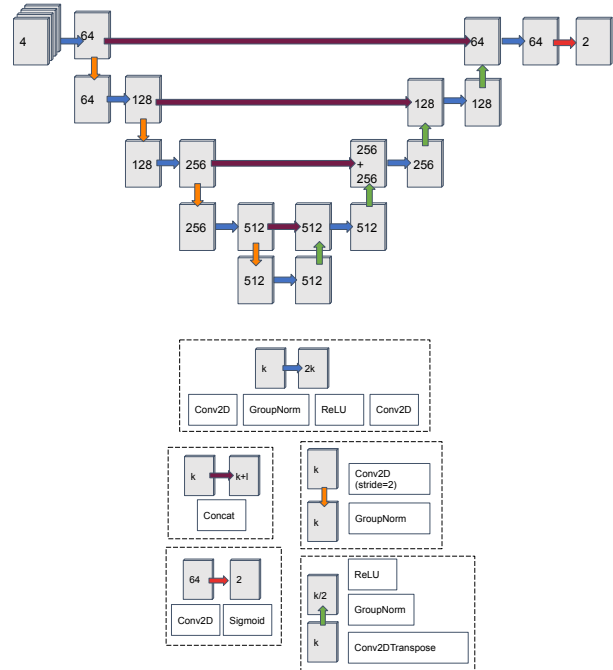 4
64
64
64
2
64
128
128
128
128
256
256
+
256
256
256
512
512
512
512
512
k
2k
Conv2D
GroupNorm
ReLU
Conv2D
k
k+l
Concat
k
k
Conv2D
(stride=2)
GroupNorm
64
2
Conv2D
Sigmoid
k/2
k
ReLU
GroupNorm
Conv2DTranspose